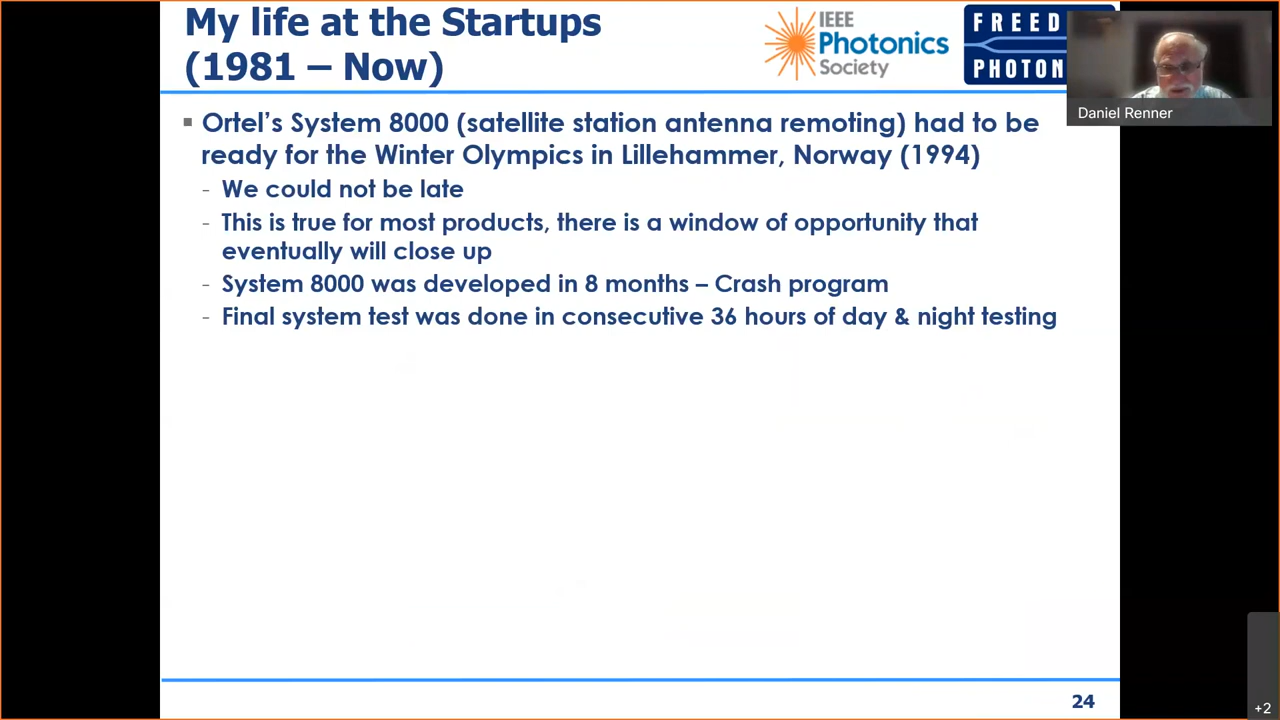 My life at the Startups
(1981 – Now)
IEEE
Photonics
Society
FREED
PHOTON
Daniel Renner
▪ Ortel’s System 8000 (satellite station antenna remoting) had to be
ready for the Winter Olympics in Lillehammer, Norway (1994)
- We could not be late
- This is true for most products, there is a window of opportunity that
eventually will close up
- System 8000 was developed in 8 months – Crash program
- Final system test was done in consecutive 36 hours of day & night testing
24
+2